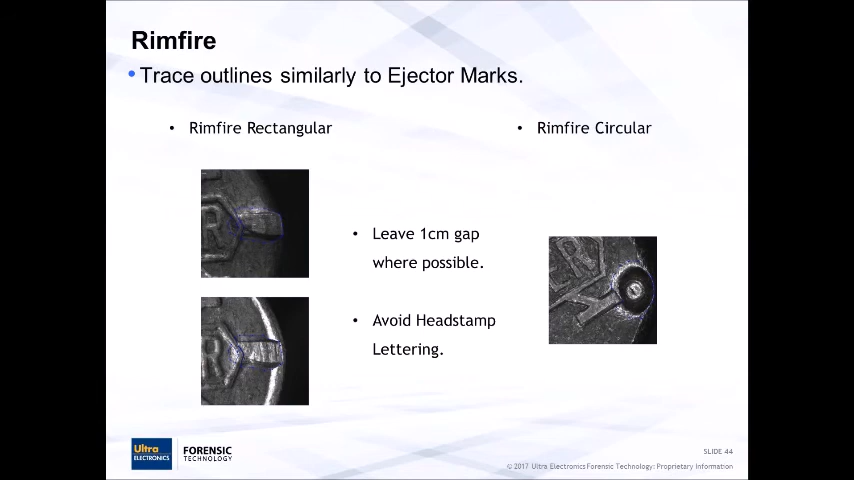 Rimfire
• Trace outlines similarly to Ejector Marks.
• Rimfire Rectangular
• Rimfire Circular
• Leave 1cm gap
where possible.
• Avoid Headstamp
Lettering.
R
R
ER
Ultra
ELECTRONICS
FORENSIC
TECHNOLOGY
SLIDE 44
© 2017 Ultra Electronics Forensic Technology: Proprietary Information